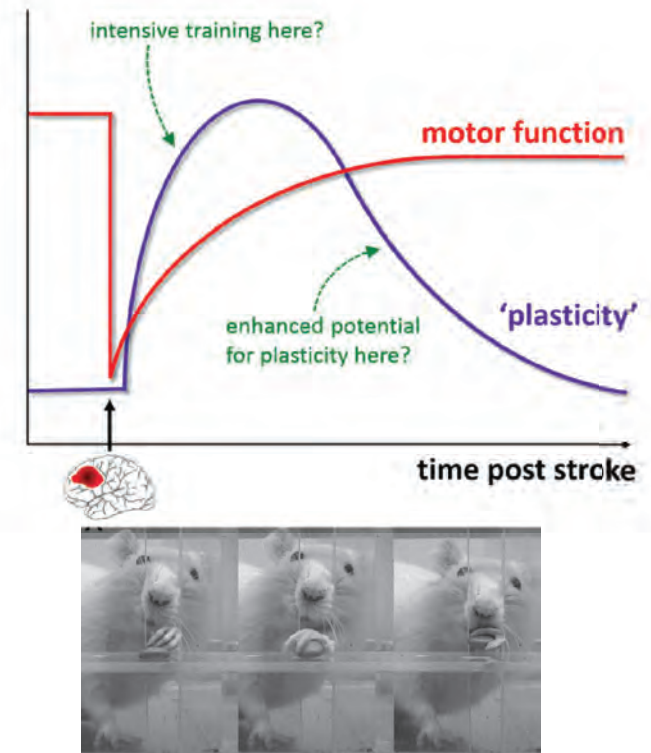 intensive training here?
motor function
enhanced potential
for plasticity here?
'plasticity'
time post stroke